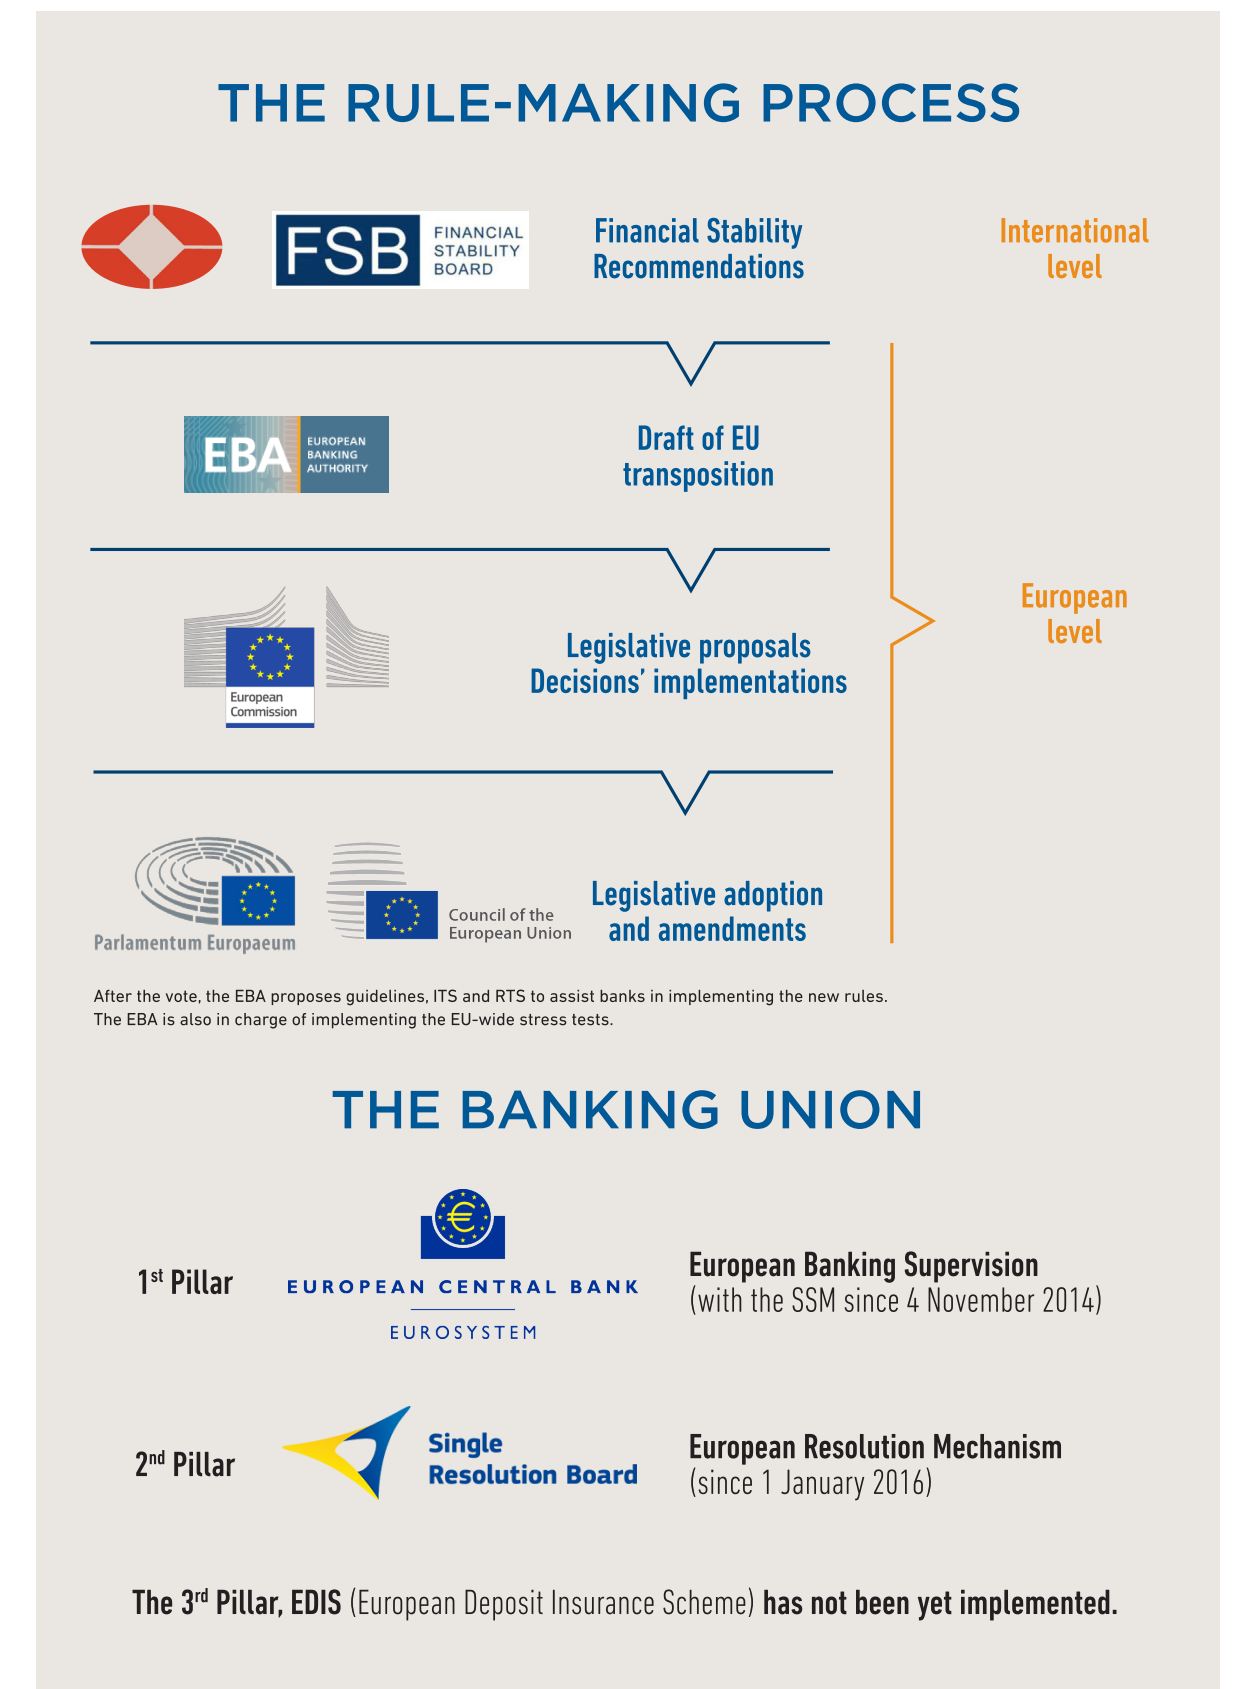 THE RULE-MAKING PROCESS
FSB
FINANCIAL
STABILITY
BOARD
Financial Stability
Recommendations
International
level
EBA
EUROPEAN
BANKING
AUTHORITY
Draft of EU
transposition
European
Commission
Legislative proposals
Decisions’ implementations
European
level
Parlamentum Europaeum
Council of the
European Union
Legislative adoption
and amendments
After the vote, the EBA proposes guidelines, ITS and RTS to assist banks in implementing the new rules.
The EBA is also in charge of implementing the EU-wide stress tests.
THE BANKING UNION
1st Pillar
€
EUROPEAN CENTRAL BANK
EUROSYSTEM
European Banking Supervision
(with the SSM since 4 November 2014)
2nd Pillar
Single
Resolution Board
European Resolution Mechanism
(since 1 January 2016)
The 3rd Pillar, EDIS (European Deposit Insurance Scheme) has not been yet implemented.